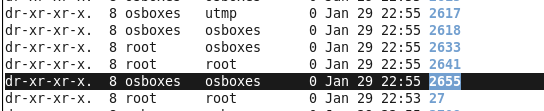 dr-xr-xr-x. 8 osboxes utmp 0 Jan 29 22:55 2617
dr-xr-xr-x. 8 osboxes osboxes 0 Jan 29 22:55 2618
dr-xr-xr-x. 8 root osboxes 0 Jan 29 22:55 2633
dr-xr-xr-x. 8 root root 0 Jan 29 22:55 2641
dr-xr-xr-x. 8 osboxes osboxes 0 Jan 29 22:55 2655
dr-xr-xr-x. 8 root root 0 Jan 29 22:53 27